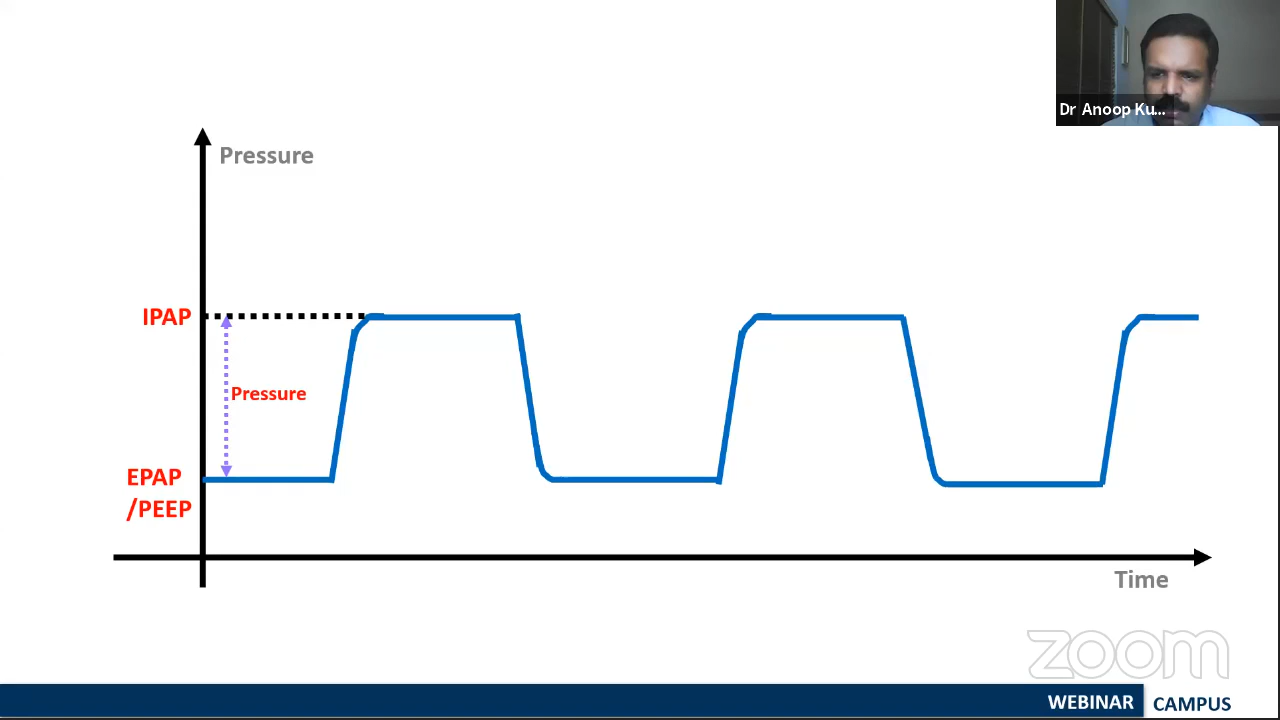 Dr Anoop Ku...
Pressure
IPAP
Pressure
EPAP
/PEEP
Time
zoom
WEBINAR CAMPUS